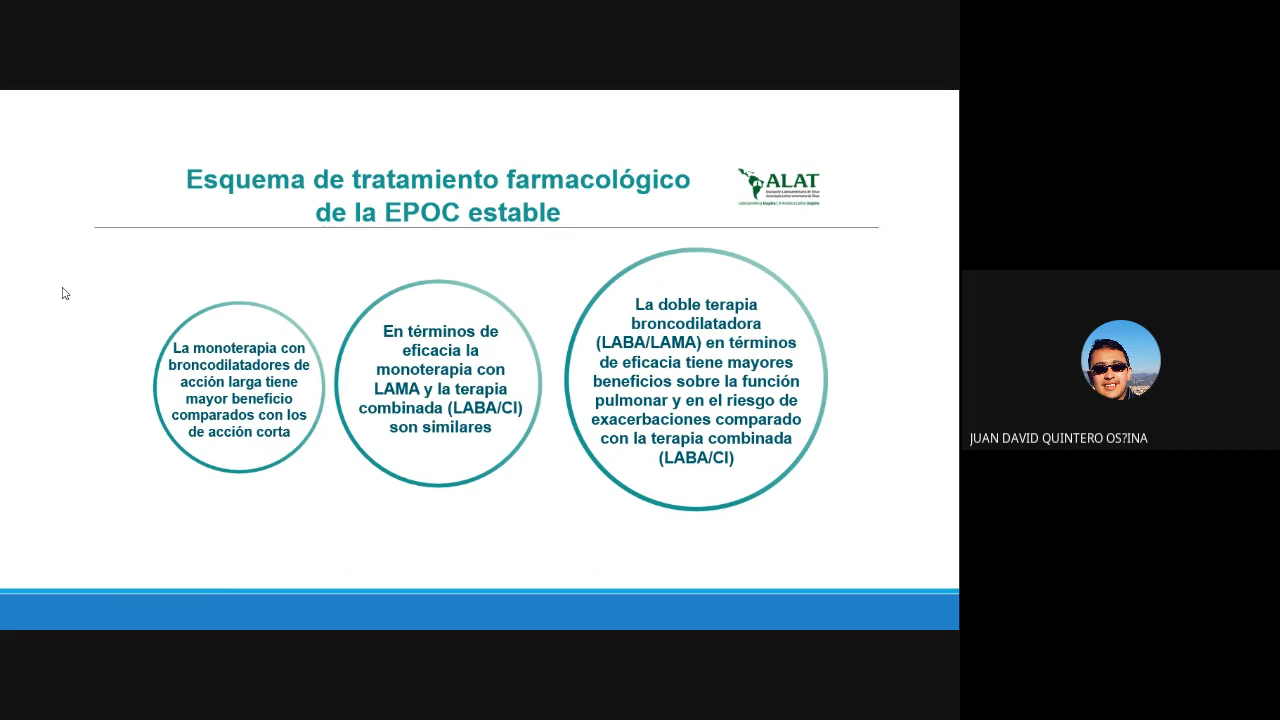 Esquema de tratamiento farmacológico
de la EPOC estable
ALAT
La monoterapia con
broncodilatadores de
acción larga tiene
mayor beneficio
comparados con los
de acción corta
En términos de
eficacia la
monoterapia con
LAMA y la terapia
combinada (LABA/CI)
son similares
La doble terapia
broncodilatadora
(LABA/LAMA) en términos
de eficacia tiene mayores
beneficios sobre la función
pulmonar y en el riesgo de
exacerbaciones comparado
con la terapia combinada
(LABA/CI)
JUAN DAVID QUINTERO OS?INA